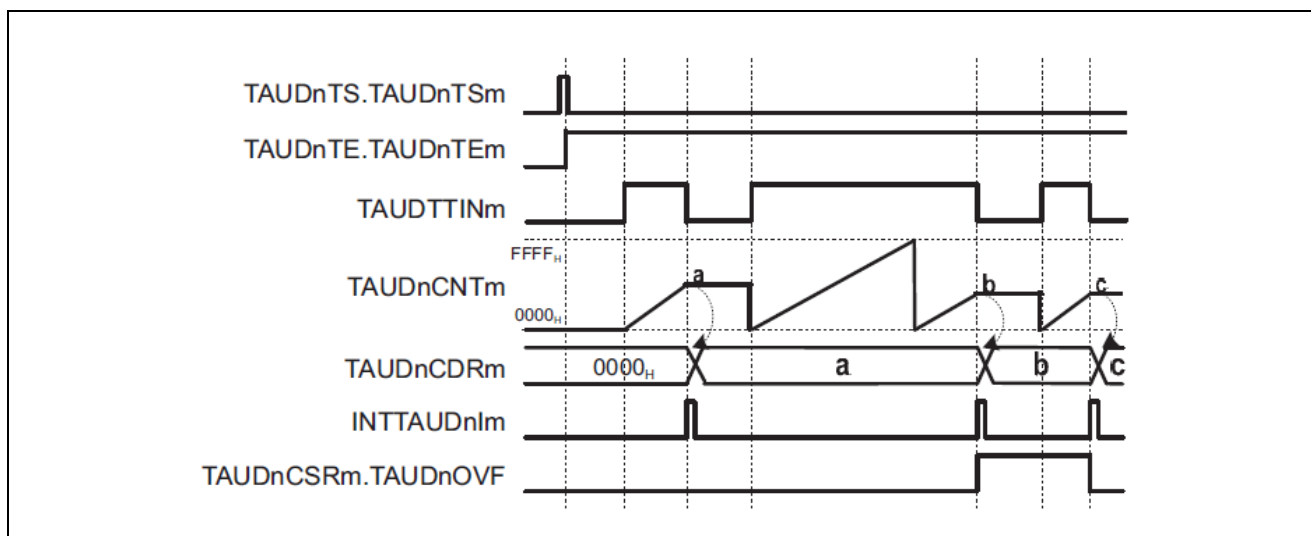 TAUDnTS.TAUDnTSm
TAUDnTE.TAUDnTEm
TAUDTTINm
FFFFH
a
b
c
TAUDnCNTm
0000H
TAUDnCDRm
0000H
a
b
c
INTTAUDnIm
TAUDnCSRm.TAUDnOVF